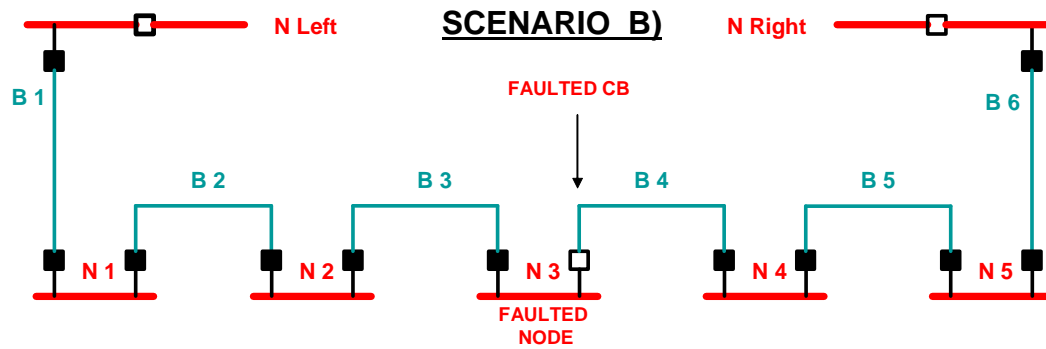 N Left
SCENARIO B)
N Right
FAULTED CB
B 1
B 6
B 2
B 3
B 4
B 5
N 1
N 2
N 3
N 4
N 5
FAULTED
NODE